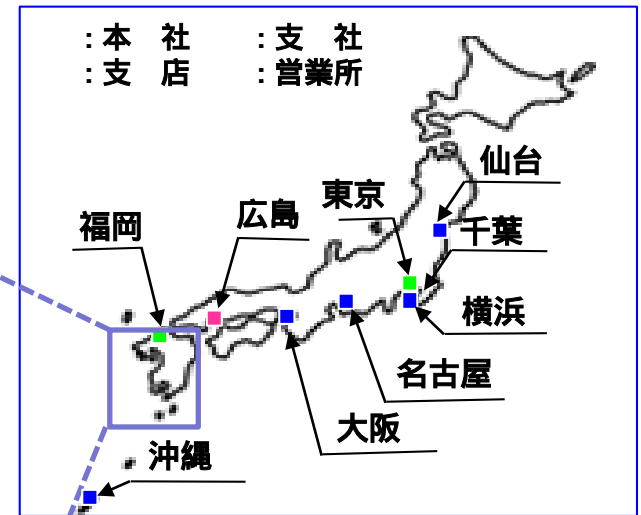 ：本　社　：支　社
：支　店　：営業所
仙台
東京
広島
福岡
千葉
横浜
名古屋
大阪
沖縄